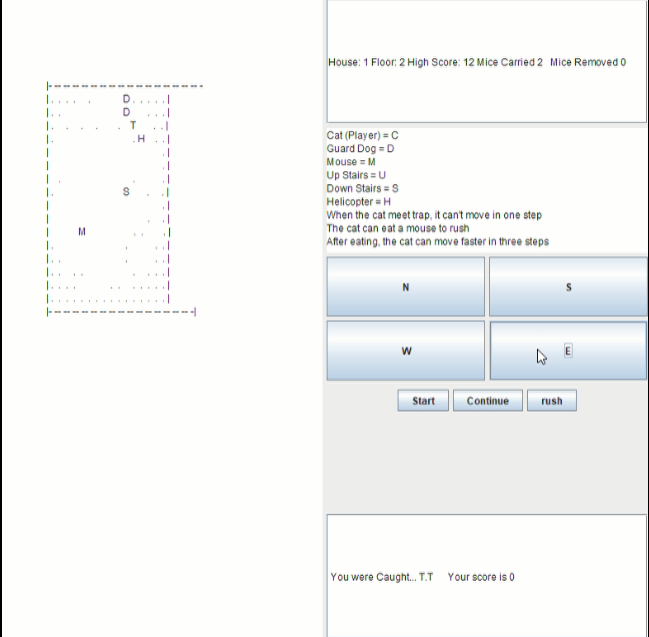 House: 1 Floor: 2 High Score: 12 Mice Carried 2 Mice Removed 0
|--------------------
|. . . . . D. . . . .|
|. . D . . .|
|. . . . . T . . .|
|. . H . .|
| .|
| .|
|. .|
|. S . .|
| .|
| . .|
| M . . |
|. . .|
|. . . .|
|. . . . . . .|
|. . . . . . . . . .|
|. . . . . . . . . . . . . . .|
|-------------------|
Cat (Player) = C
Guard Dog = D
Mouse = M
Up Stairs = U
Down Stairs = S
Helicopter = H
When the cat meet trap, it can't move in one step
The cat can eat a mouse to rush
After eating, the cat can move faster in three steps
N S
W E
Start Continue rush
You were Caught... T.T Your score is 0